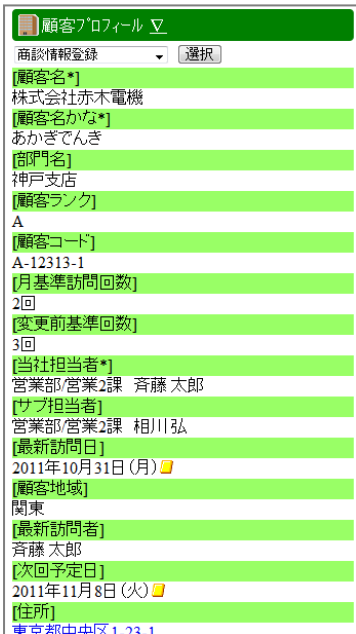 顧客プロフィール ▽
商談情報登録 選択
[顧客名*]
株式会社赤木電機
[顧客名かな*]
あかぎでんき
[部門名]
神戸支店
[顧客ランク]
A
[顧客コード]
A-12313-1
[月基準訪問回数]
2回
[変更前基準回数]
3回
[当社担当者*]
営業部/営業2課 斉藤 太郎
[サブ担当者]
営業部/営業2課 相川 弘
[最新訪問日]
2011年10月31日(月)
[顧客地域]
関東
[最新訪問者]
斉藤 太郎
[次回予定日]
2011年11月8日(火)
[住所]
東京都中央区1-23-1